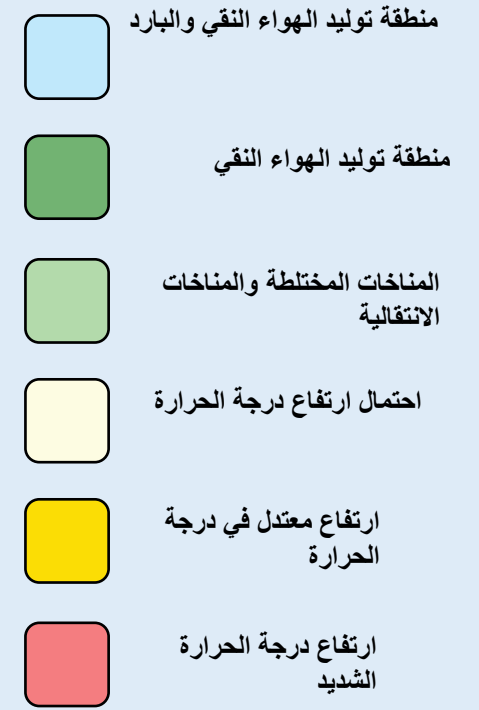 منطقة توليد الهواء النقي والبارد
منطقة توليد الهواء النقي
المناخات المختلطة والمناخات
الانتقالية
احتمال ارتفاع درجة الحرارة
ارتفاع معتدل في درجة
الحرارة
ارتفاع درجة الحرارة
الشديد